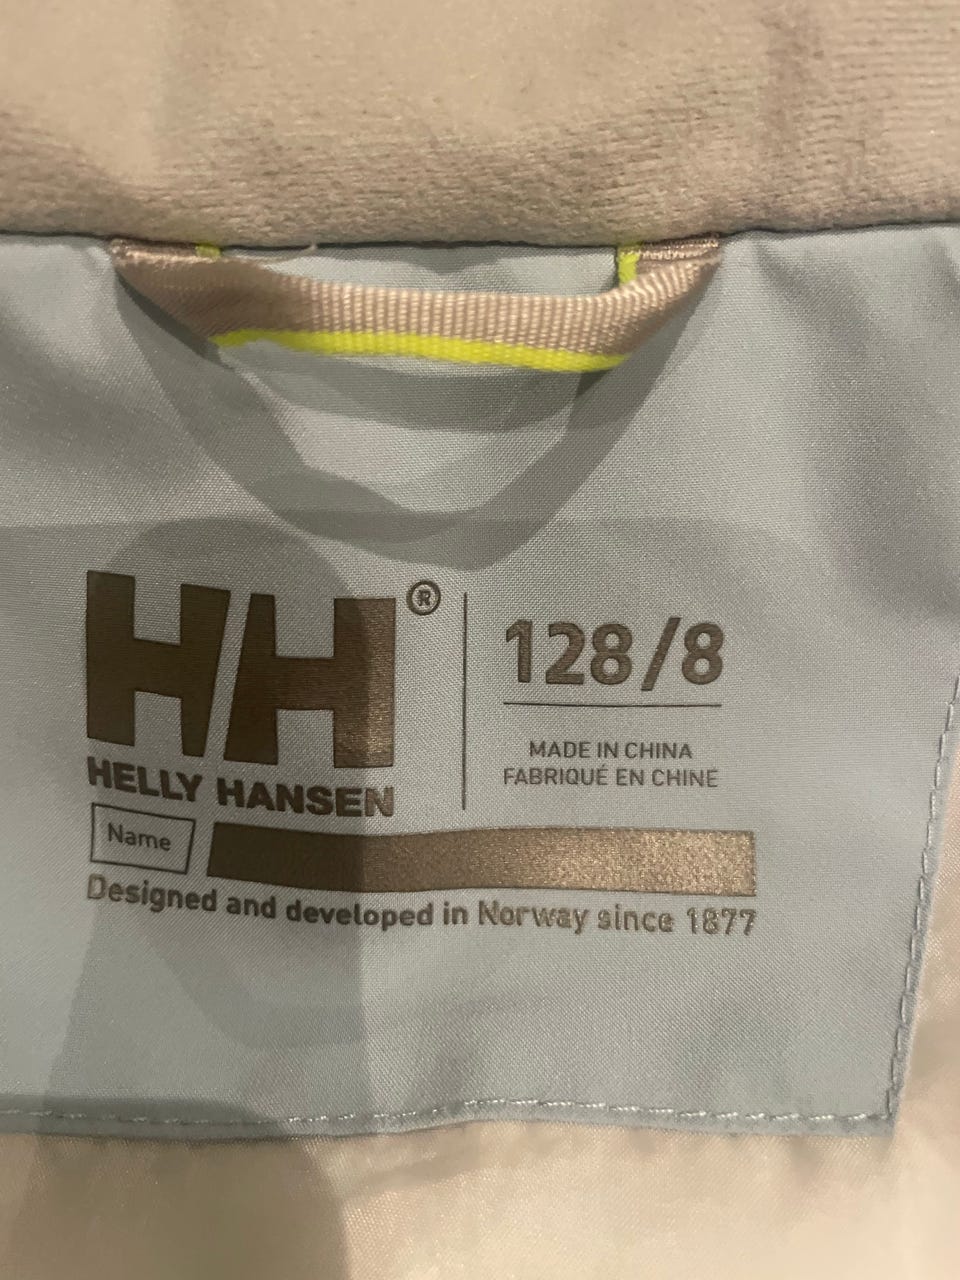 HH®
HELLY HANSEN
128/8
MADE IN CHINA
FABRIQUÉ EN CHINE
Name
Designed and developed in Norway since 1877